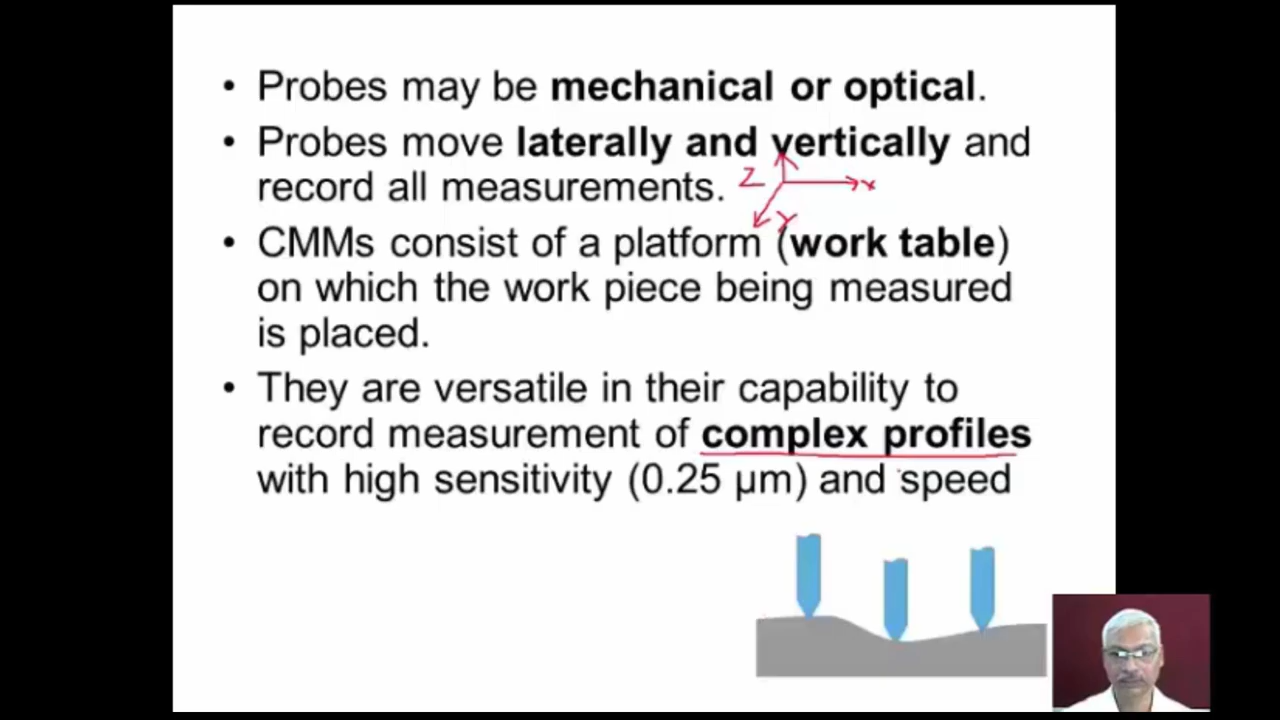 • Probes may be mechanical or optical.
• Probes move laterally and vertically and
record all measurements. Z X
Y
• CMMs consist of a platform (work table)
on which the work piece being measured
is placed.
• They are versatile in their capability to
record measurement of complex profiles
with high sensitivity (0.25 μm) and speed